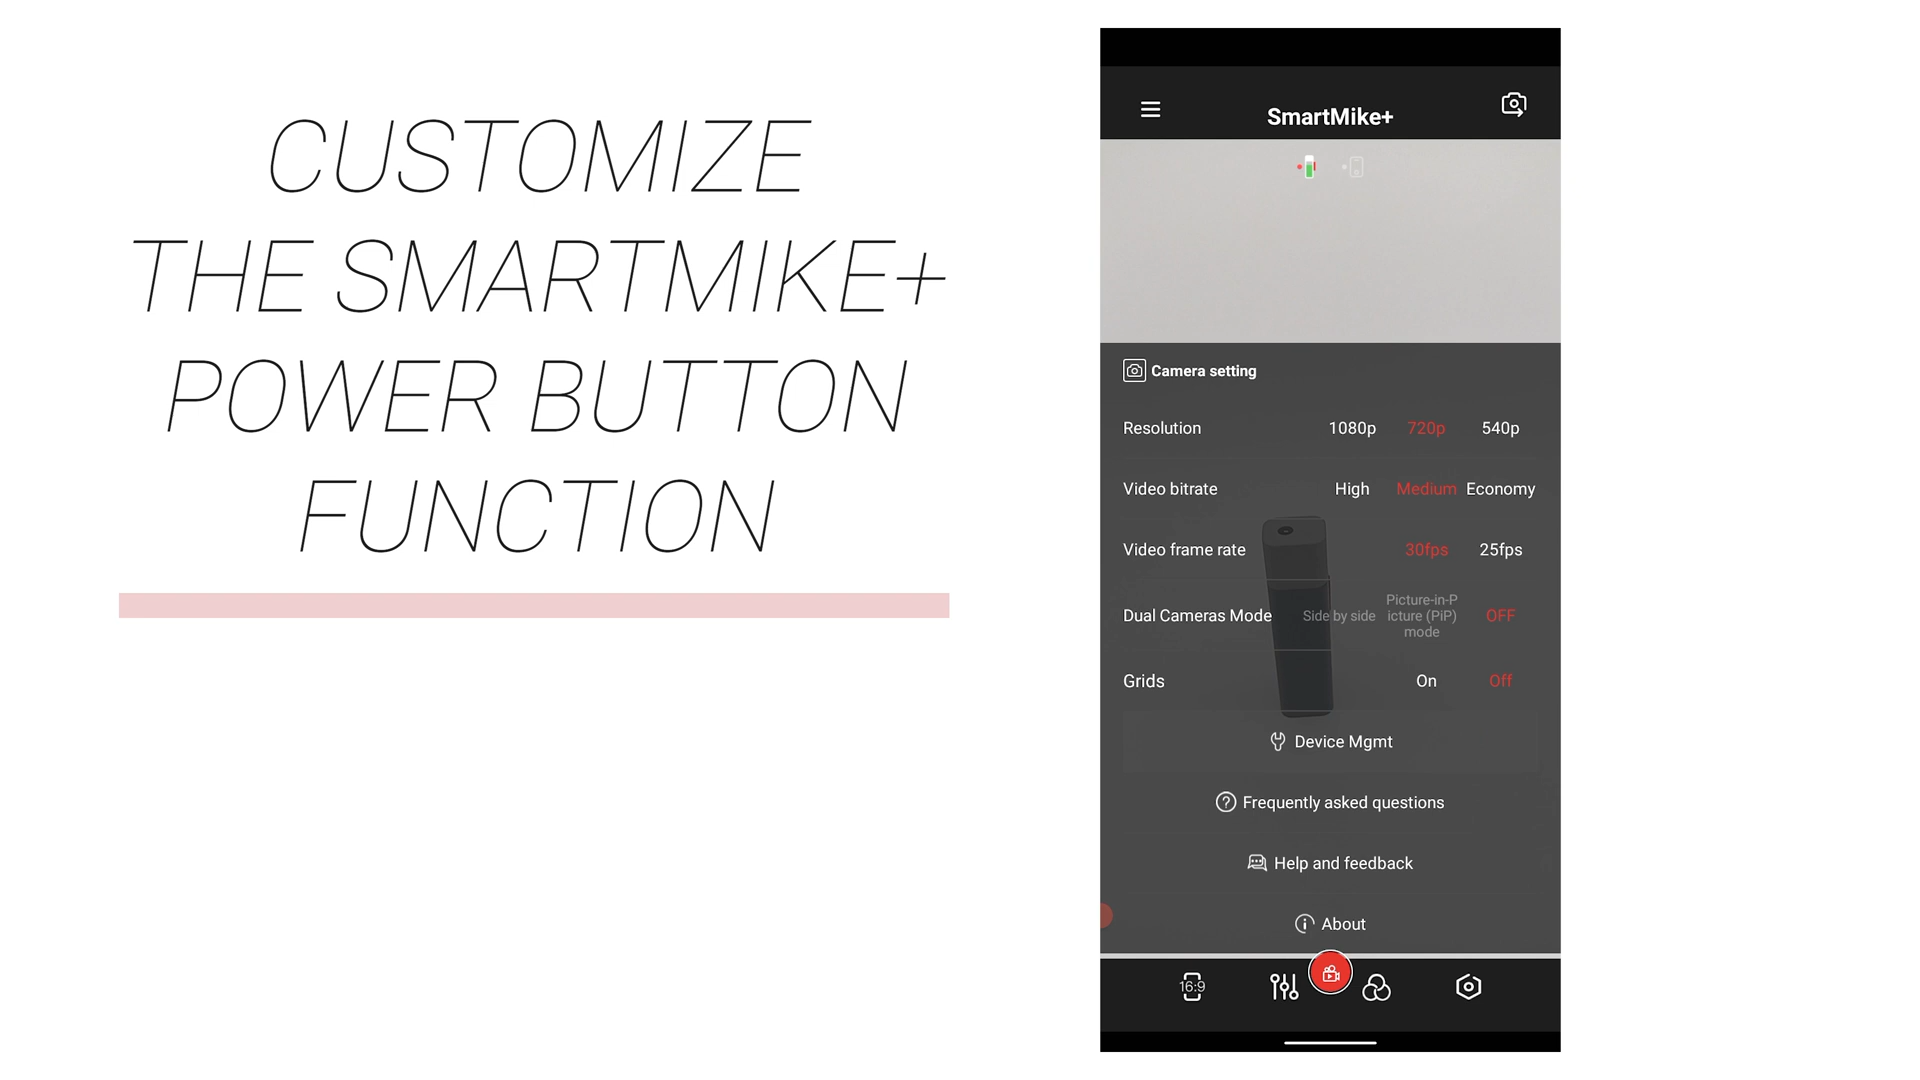 CUSTOMIZE
THE SMARTMIKE+
POWER BUTTON
FUNCTION
SmartMike+
Camera setting
Resolution 1080p 720p 540p
Video bitrate High Medium Economy
Video frame rate 30fps 25fps
Dual Cameras Mode Side by side Picture-in-P
icture (PiP)
mode OFF
Grids On Off
Device Mgmt
Frequently asked questions
Help and feedback
About
16:9